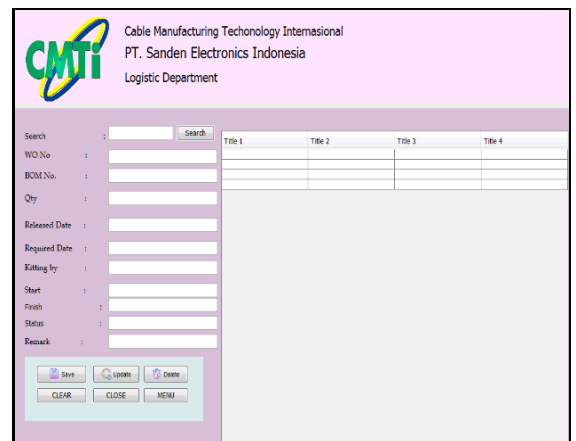 CMTi
Cable Manufacturing Techonology Internasional
PT. Sanden Electronics Indonesia
Logistic Department
Search : Search
WO No :
BOM No. :
Qty :
Released Date :
Required Date :
Kitting by :
Start :
Finish :
Status :
Remark :
Save Update Delete
CLEAR CLOSE MENU
Title 1 Title 2 Title 3 Title 4